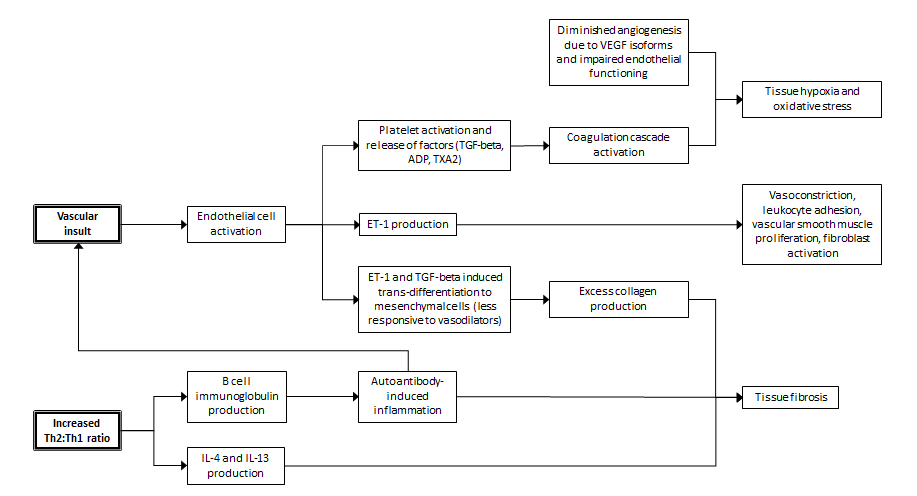 Diminished angiogenesis
due to VEGF isoforms
and impaired endothelial
functioning
Tissue hypoxia and
oxidative stress
Platelet activation and
release of factors (TGF-beta,
ADP, TXA2)
Coagulation cascade
activation
Vascular
insult
Endothelial cell
activation
ET-1 production
Vasoconstriction,
leukocyte adhesion,
vascular smooth muscle
proliferation, fibroblast
activation
ET-1 and TGF-beta induced
trans-differentiation to
mesenchymal cells (less
responsive to vasodilators)
Excess collagen
production
B cell
immunoglobulin
production
Autoantibody-
induced
inflammation
Tissue fibrosis
Increased
Th2:Th1 ratio
IL-4 and IL-13
production